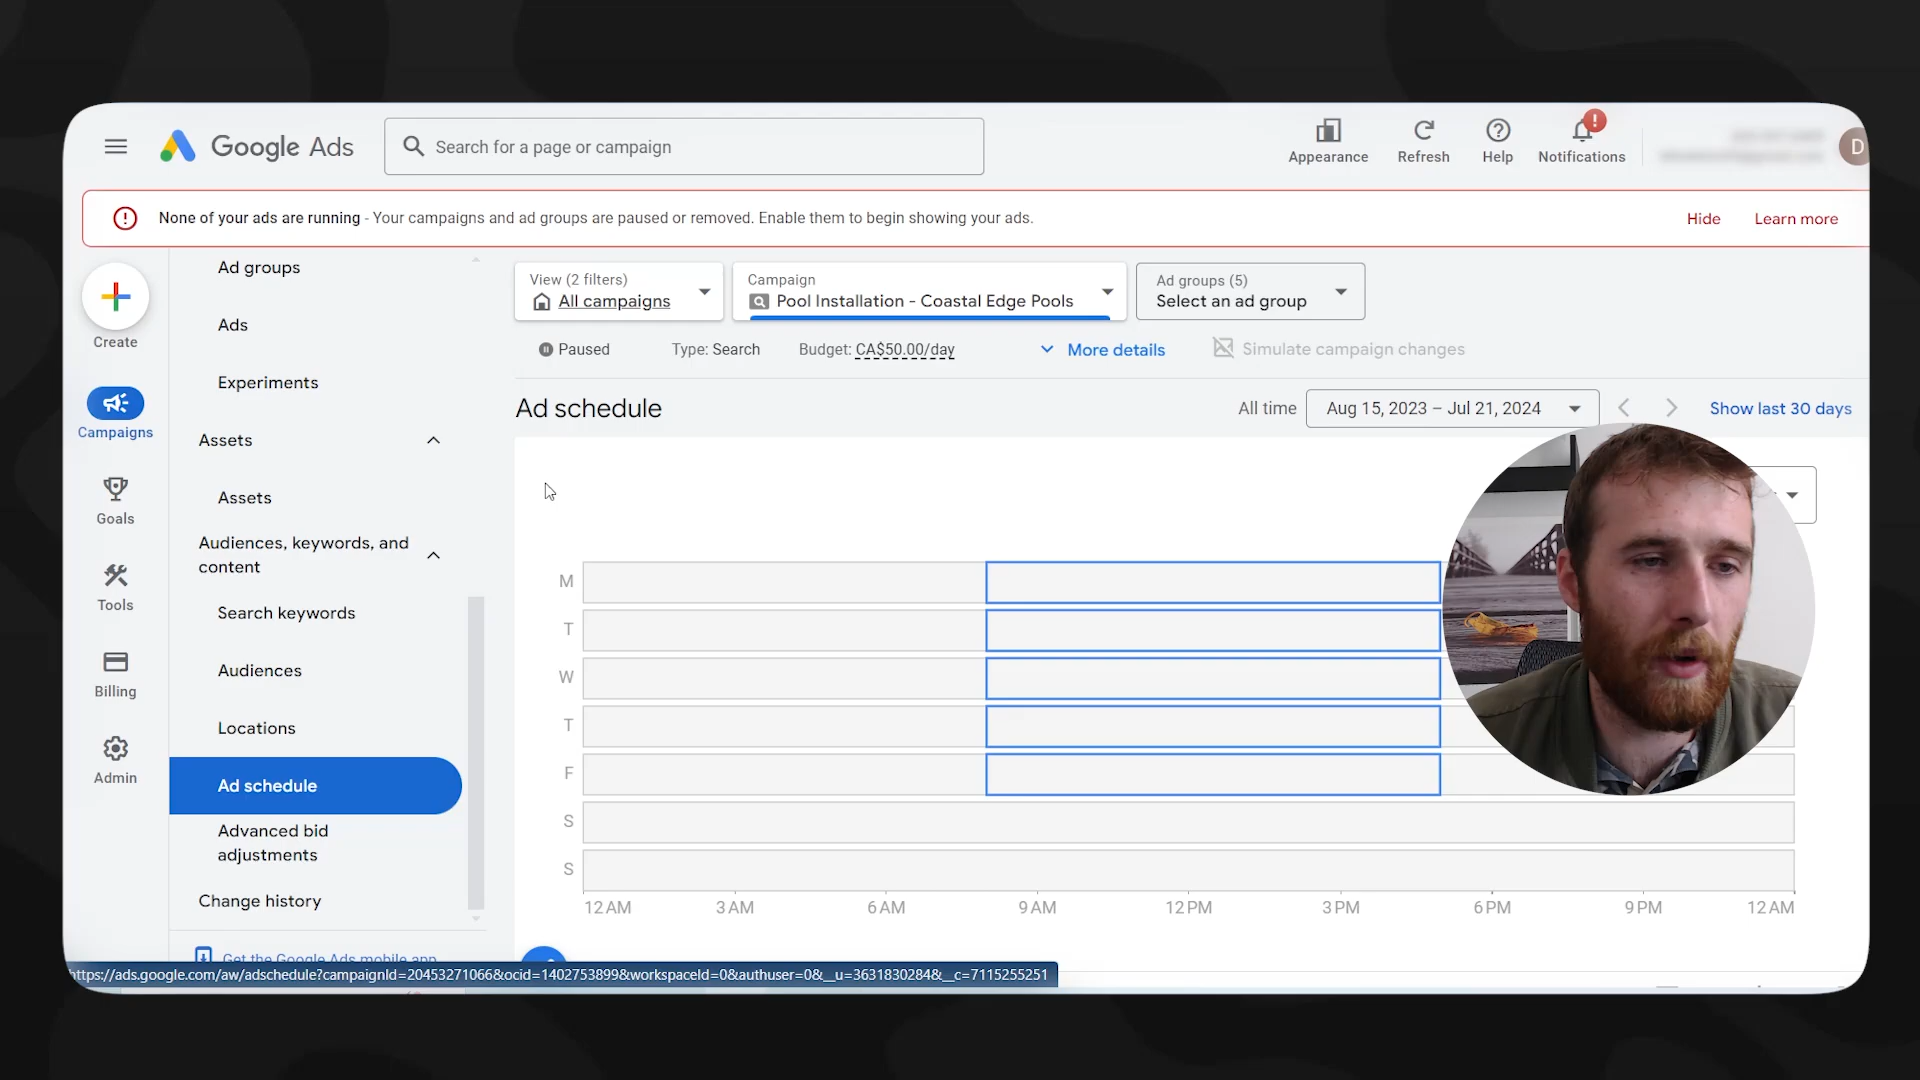 Google Ads
Search for a page or campaign
Appearance
Refresh
Help
!
Notifications
D
None of your ads are running - Your campaigns and ad groups are paused or removed. Enable them to begin showing your ads.
Hide
Learn more
Create
Campaigns
Goals
Tools
Billing
Admin
Ad groups
Ads
Experiments
Assets
Assets
Audiences, keywords, and
content
Search keywords
Audiences
Locations
Ad schedule
Advanced bid
adjustments
Change history
Get the Google Ads mobile app
View (2 filters)
All campaigns
Campaign
Pool Installation - Coastal Edge Pools
Ad groups (5)
Select an ad group
Paused
Type: Search
Budget: CA$50.00/day
More details
Simulate campaign changes
Ad schedule
All time
Aug 15, 2023 – Jul 21, 2024
Show last 30 days
M
T
W
T
F
S
S
12 AM
3 AM
6 AM
9 AM
12 PM
3 PM
6 PM
9 PM
12 AM
https://ads.google.com/aw/adschedule?campaignId=20453271066&ocid=1402753899&workspaceId=0&authuser=0&__u=3631830284&__c=7115255251